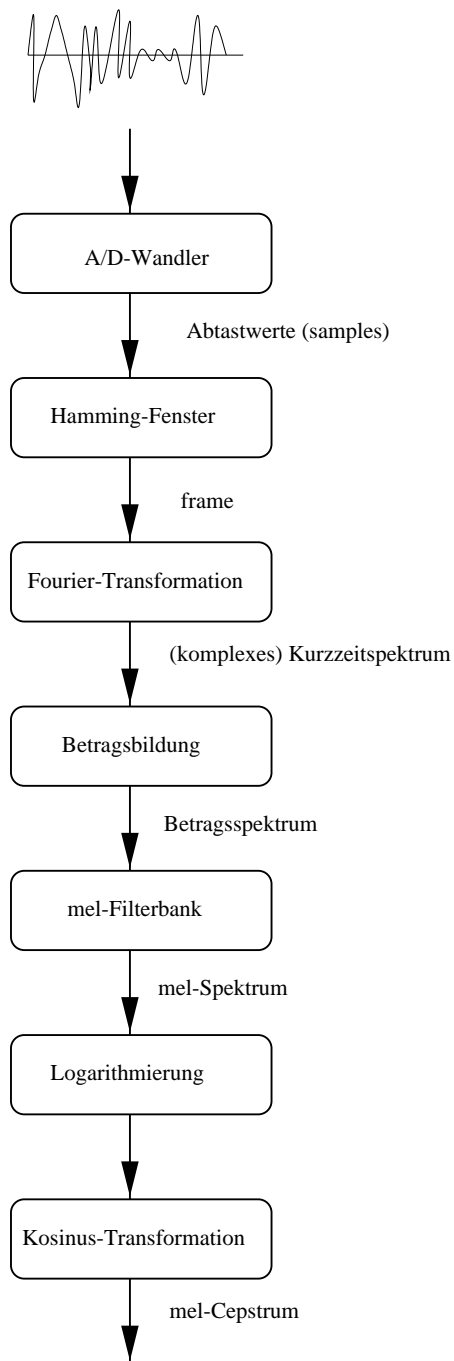 A/D-Wandler
Abtastwerte (samples)
Hamming-Fenster
frame
Fourier-Transformation
(komplexes) Kurzzeitspektrum
Betragsbildung
Betragsspektrum
mel-Filterbank
mel-Spektrum
Logarithmierung
Kosinus-Transformation
mel-Cepstrum